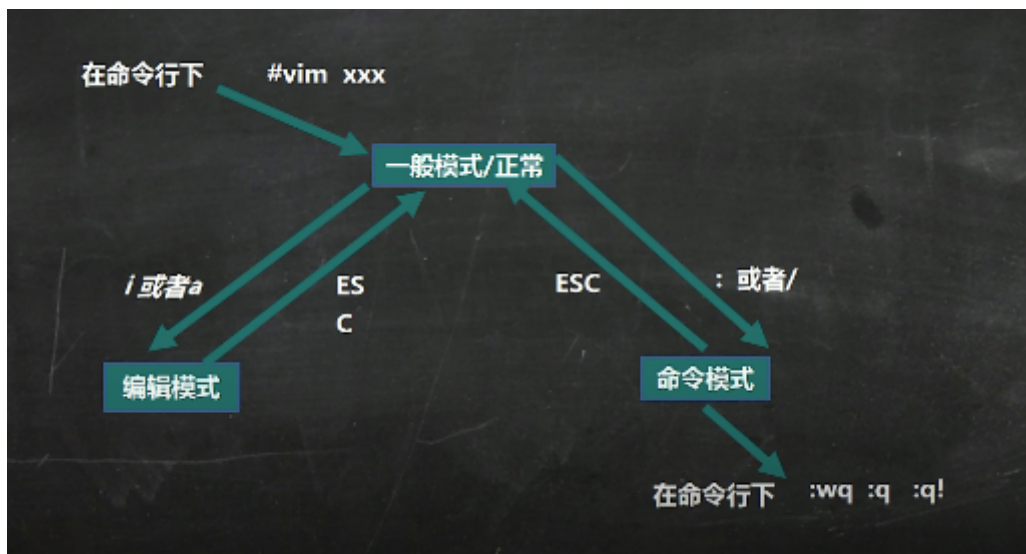 在命令行下 #vim xxx
一般模式/正常
i或者a
ES
C
ESC
: 或者/
编辑模式
命令模式
在命令行下 :wq :q :q!